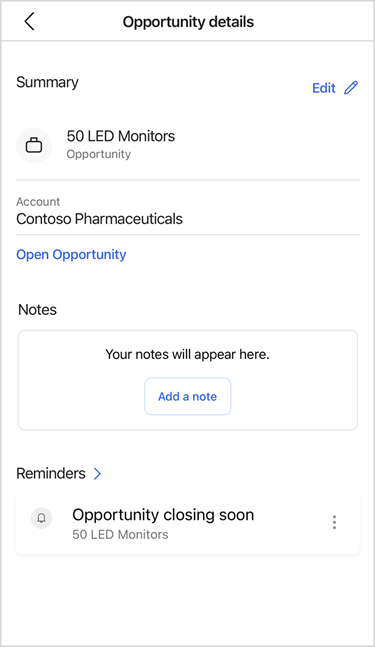 Opportunity details
Summary
Edit
50 LED Monitors
Opportunity
Account
Contoso Pharmaceuticals
Open Opportunity
Notes
Your notes will appear here.
Add a note
Reminders
Opportunity closing soon
50 LED Monitors